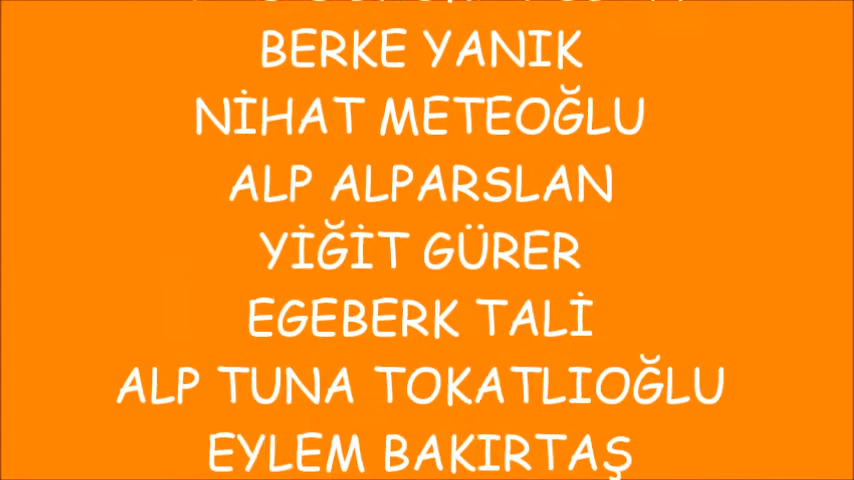 BERKE YANIK
NİHAT METEOĞLU
ALP ALPARSLAN
YİĞİT GÜRER
EGEBERK TALİ
ALP TUNA TOKATLIOĞLU
EYLEM BAKIRTAŞ